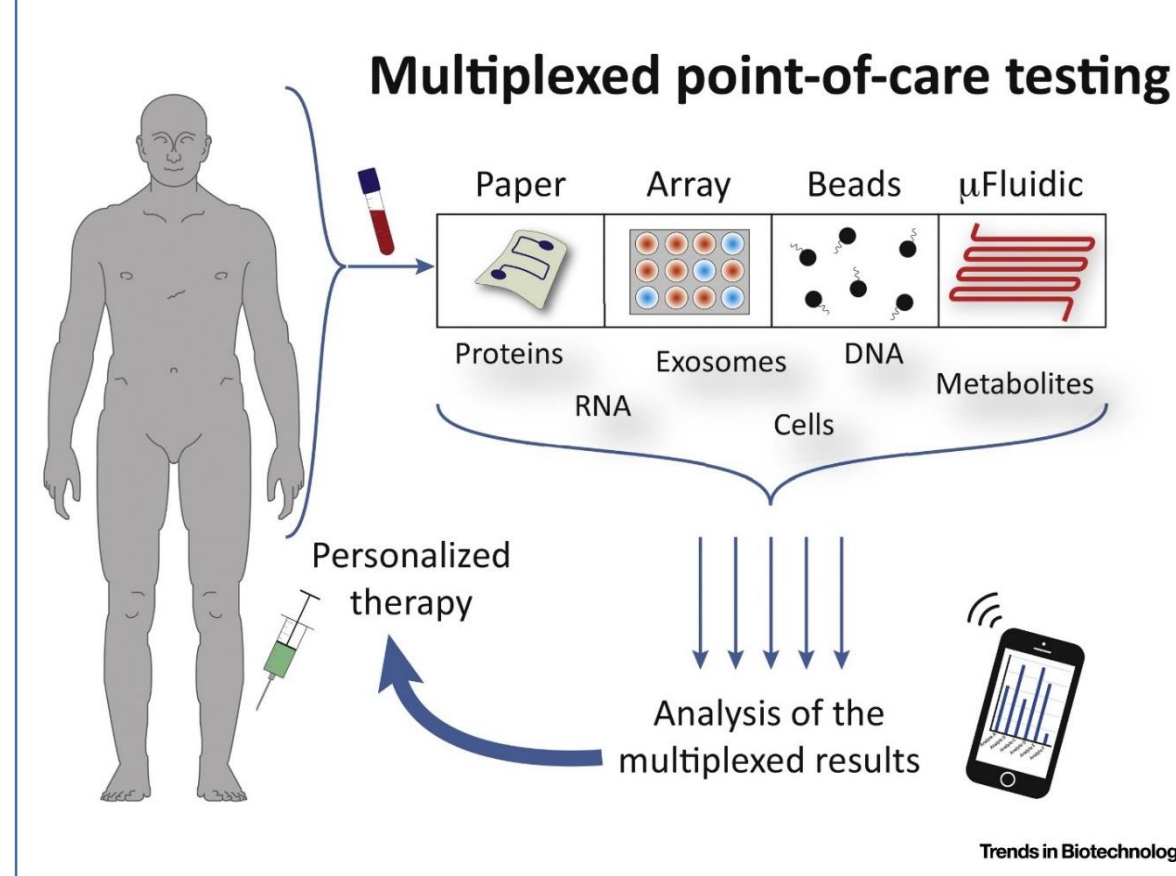 Multiplexed point-of-care testing
Paper
Array
Beads
μFluidic
Proteins
Exosomes
DNA
Metabolites
RNA
Cells
Personalized
therapy
Analysis of the
multiplexed results
Trends in Biotechnolog